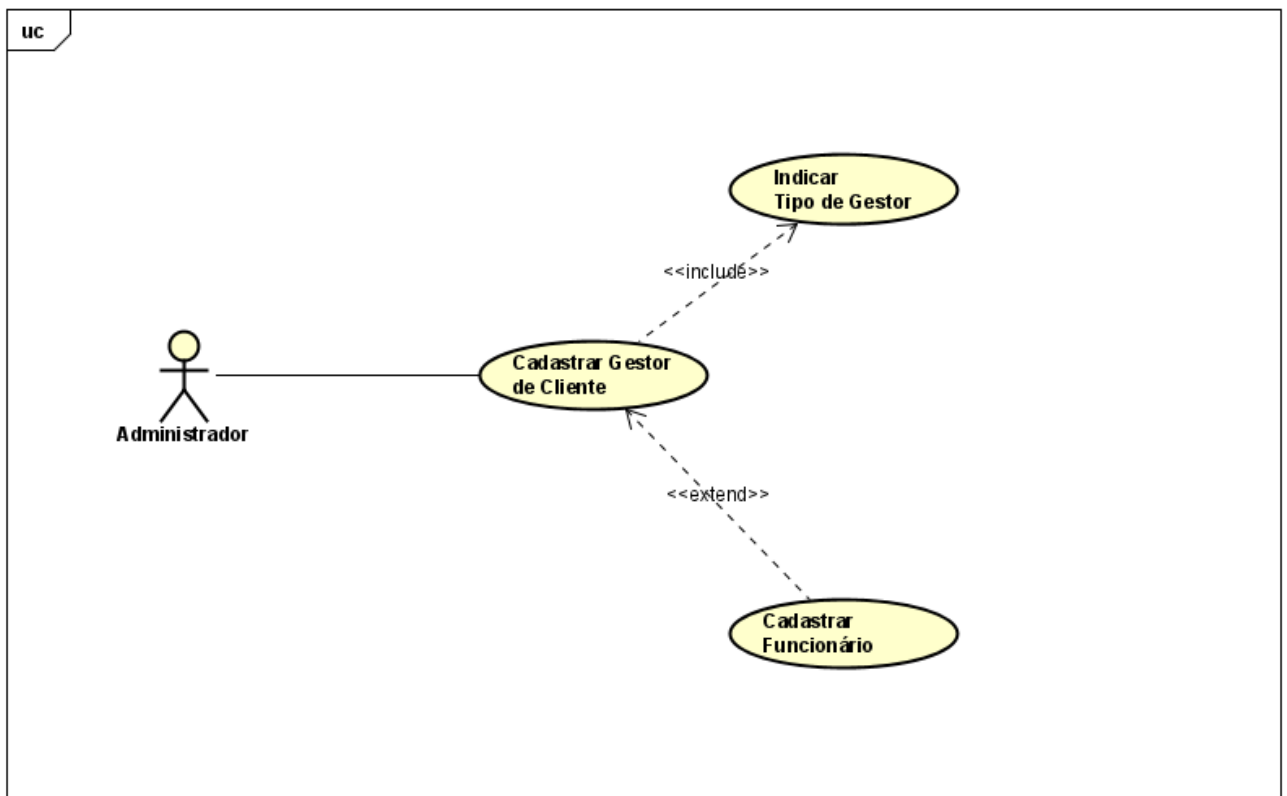 uc
Indicar
Tipo de Gestor
<<include>>
Cadastrar Gestor
de Cliente
Administrador
<<extend>>
Cadastrar
Funcionário